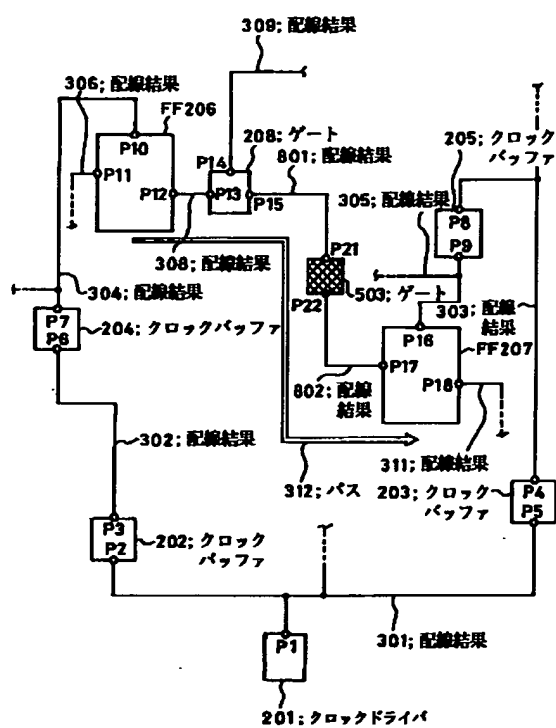 309;配線結果
306;配線結果
FF206
P10
P11
P12
P14
P13
P15
208;ゲート
801;配線結果
205;クロック
バッファ
P8
P9
305;配線結果
308;配線結果
P21
P22
503;ゲート
304;配線結果
P7
P6
204;クロックバッファ
303;配線
結果
P16
FF207
P17
P18
802;配線
結果
311;配線結果
302;配線結果
312;パス
203;クロック
バッファ
P4
P5
P3
P2
202;クロック
バッファ
301;配線結果
P1
201;クロックドライバ